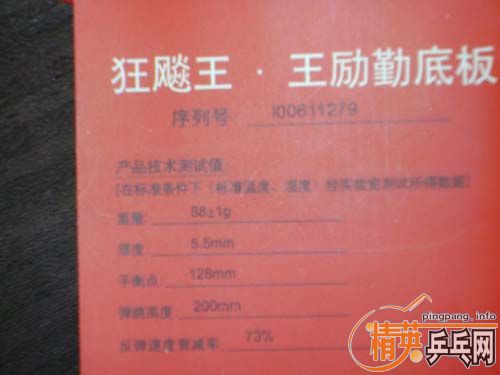 狂飚王·王励勤底板
序列号: I00611279
产品技术测试值:
[在标准条件下(标准温度、湿度)经实验室测试所得数据]
重量: 88±1g
厚度: 5.5mm
平衡点: 128mm
弹跳高度 200mm
反弹速度衰减率: 73%
pingpang.info
精英乒乓网